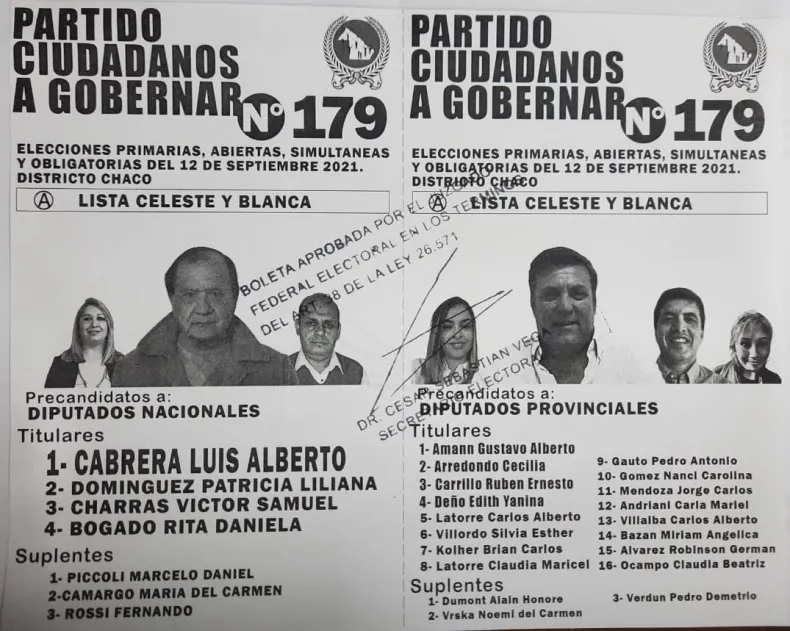 PARTIDO
CIUDADANOS
A GOBERNAR
Nº 179
ELECCIONES PRIMARIAS, ABIERTAS, SIMULTANEAS
Y OBLIGATORIAS DEL 12 DE SEPTIEMBRE 2021.
DISTRICTO CHACO
A LISTA CELESTE Y BLANCA
Precandidatos a:
DIPUTADOS NACIONALES
Titulares
1- CABRERA LUIS ALBERTO
2- DOMINGUEZ PATRICIA LILIANA
3- CHARRAS VICTOR SAMUEL
4- BOGADO RITA DANIELA
Suplentes
1- PICCOLI MARCELO DANIEL
2-CAMARGO MARIA DEL CARMEN
3- ROSSI FERNANDO
BOLETA APROBADA POR EL JUZGADO
FEDERAL ELECTORAL EN LOS TERMINOS
DEL ART. 38 DE LA LEY 26.571
DR. CESAR SEBASTIAN VEGA
SECRETARIO ELECTORAL
PARTIDO
CIUDADANOS
A GOBERNAR
Nº 179
ELECCIONES PRIMARIAS, ABIERTAS, SIMULTANEAS
Y OBLIGATORIAS DEL 12 DE SEPTIEMBRE 2021.
DISTRICTO CHACO
A LISTA CELESTE Y BLANCA
Precandidatos a:
DIPUTADOS PROVINCIALES
Titulares
1- Amann Gustavo Alberto
2- Arredondo Cecilia
3- Carrillo Ruben Ernesto
4- Deño Edith Yanina
5- Latorre Carlos Alberto
6- Villordo Silvia Esther
7- Kolher Brian Carlos
8- Latorre Claudia Maricel
9- Gauto Pedro Antonio
10- Gomez Nanci Carolina
11- Mendoza Jorge Carlos
12- Andriani Carla Mariel
13- Villalba Carlos Alberto
14- Bazan Miriam Angelica
15- Alvarez Robinson German
16- Ocampo Claudia Beatriz
Suplentes
1- Dumont Alain Honore
2- Vrska Noemi del Carmen
3- Verdun Pedro Demetrio